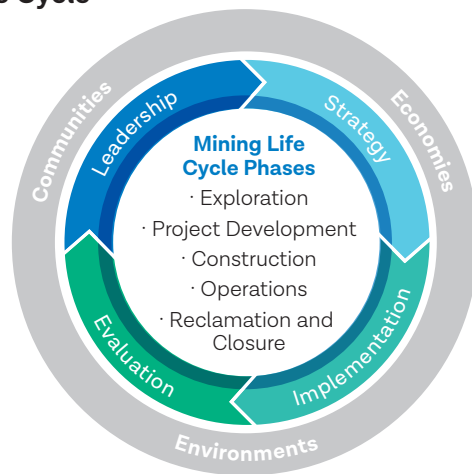 Cycle
Communities
Economies
Environments
Leadership
Strategy
Implementation
Evaluation
Mining Life
Cycle Phases
· Exploration
· Project Development
· Construction
· Operations
· Reclamation and
Closure